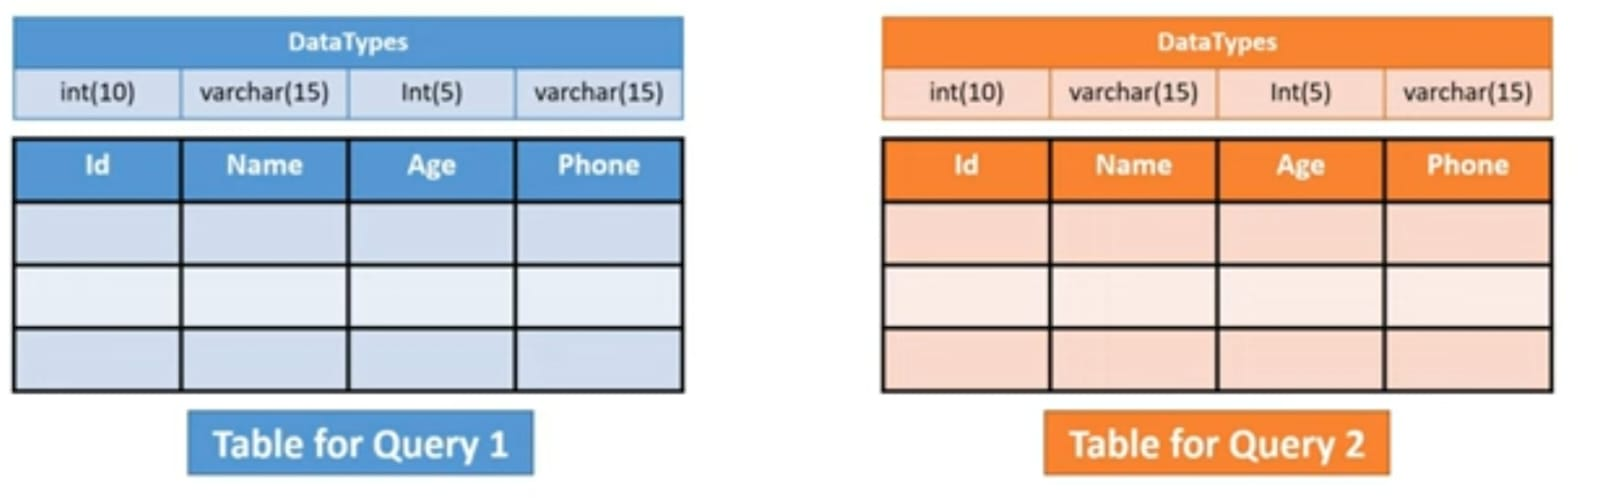 DataTypes
int(10) varchar(15) Int(5) varchar(15)
Id Name Age Phone
Table for Query 1
DataTypes
int(10) varchar(15) Int(5) varchar(15)
Id Name Age Phone
Table for Query 2